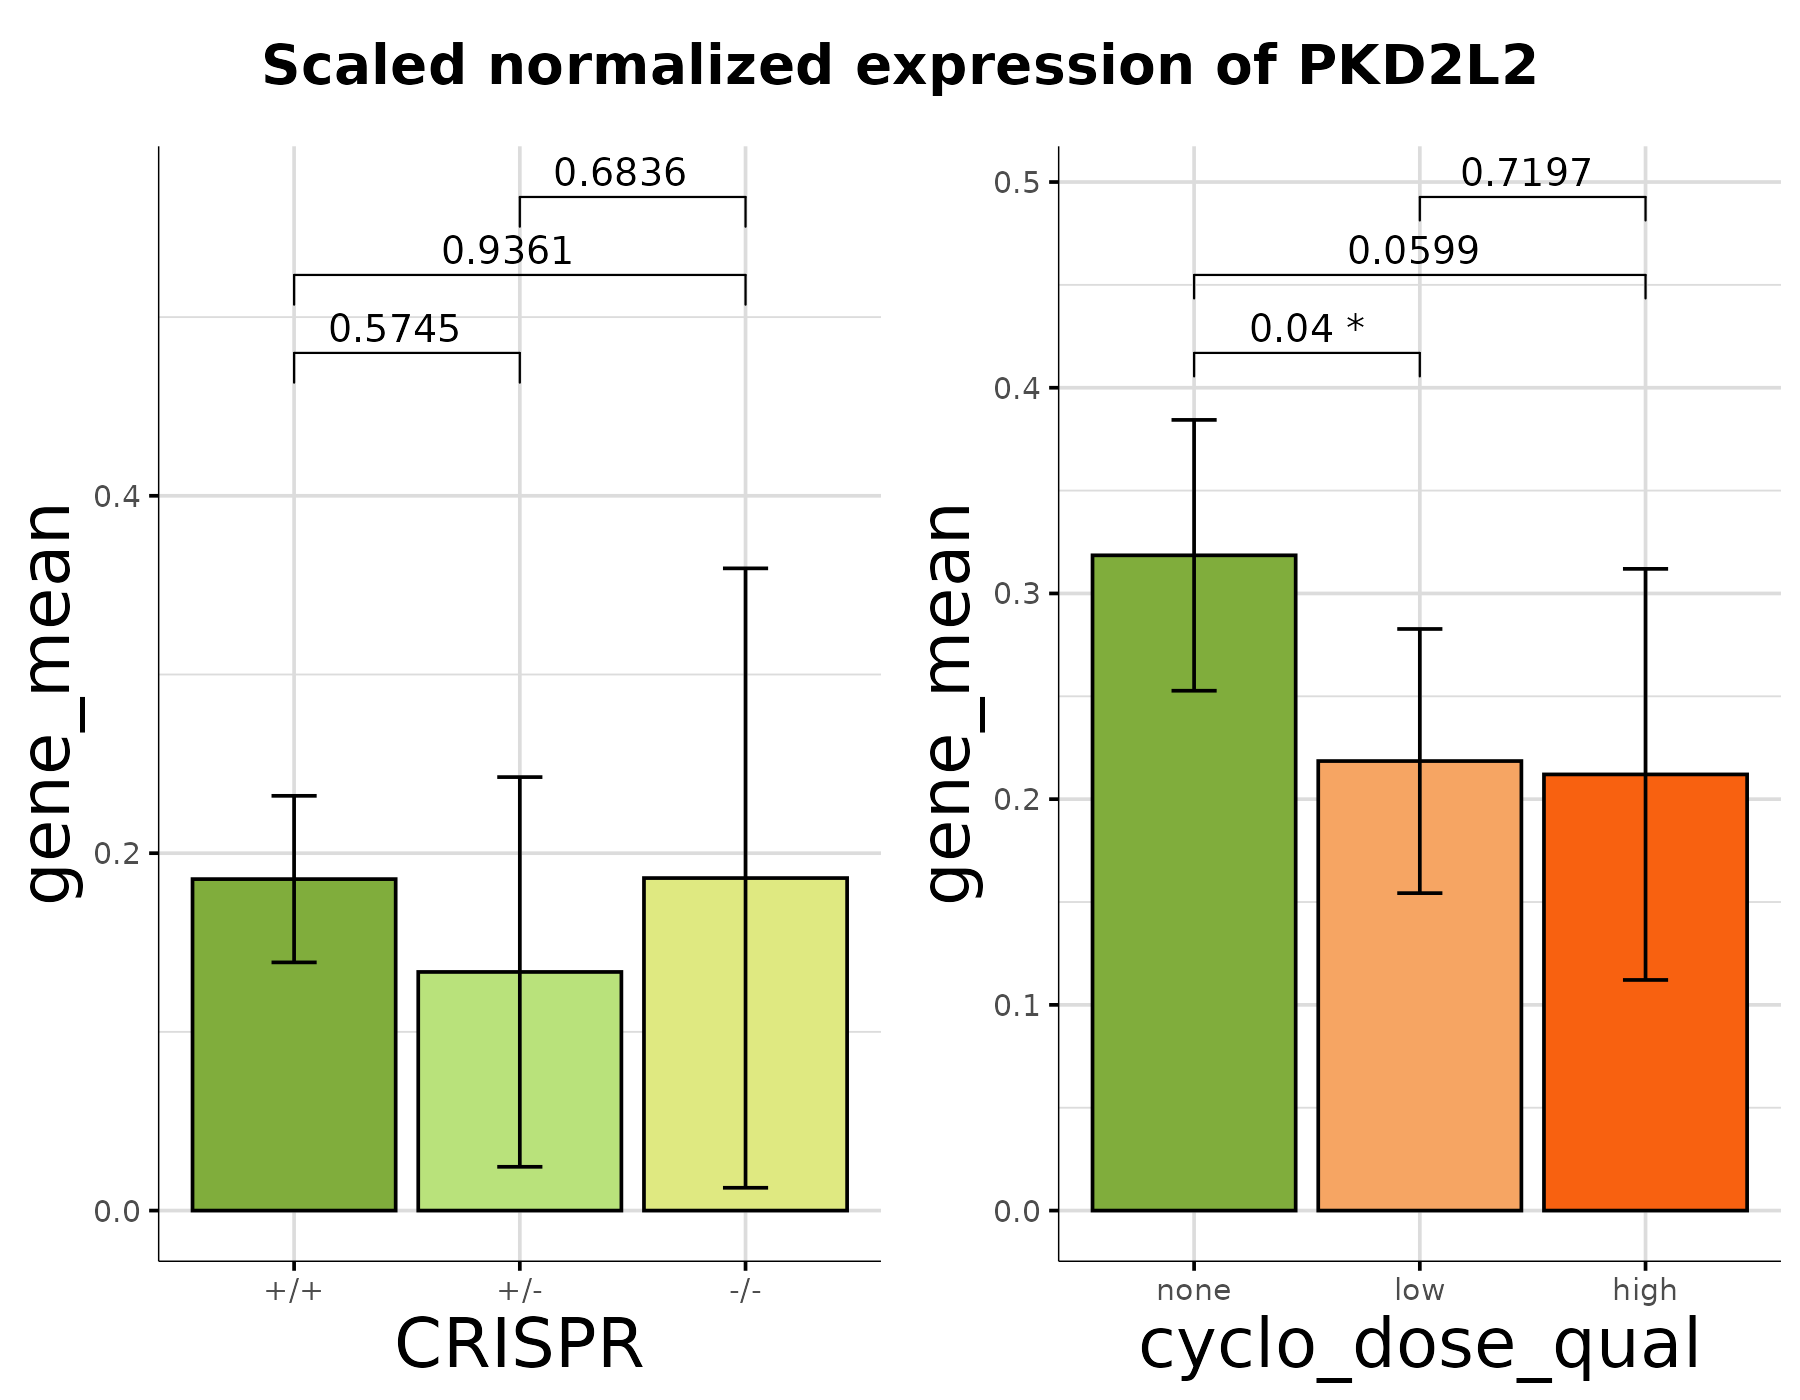 Scaled normalized expression of PKD2L2
gene_mean
0.4
0.2
0.0
0.6836
0.9361
0.5745
+/+
+/-
-/-
CRISPR
gene_mean
0.5
0.4
0.3
0.2
0.1
0.0
0.7197
0.0599
0.04 *
none
low
high
cyclo_dose_qual